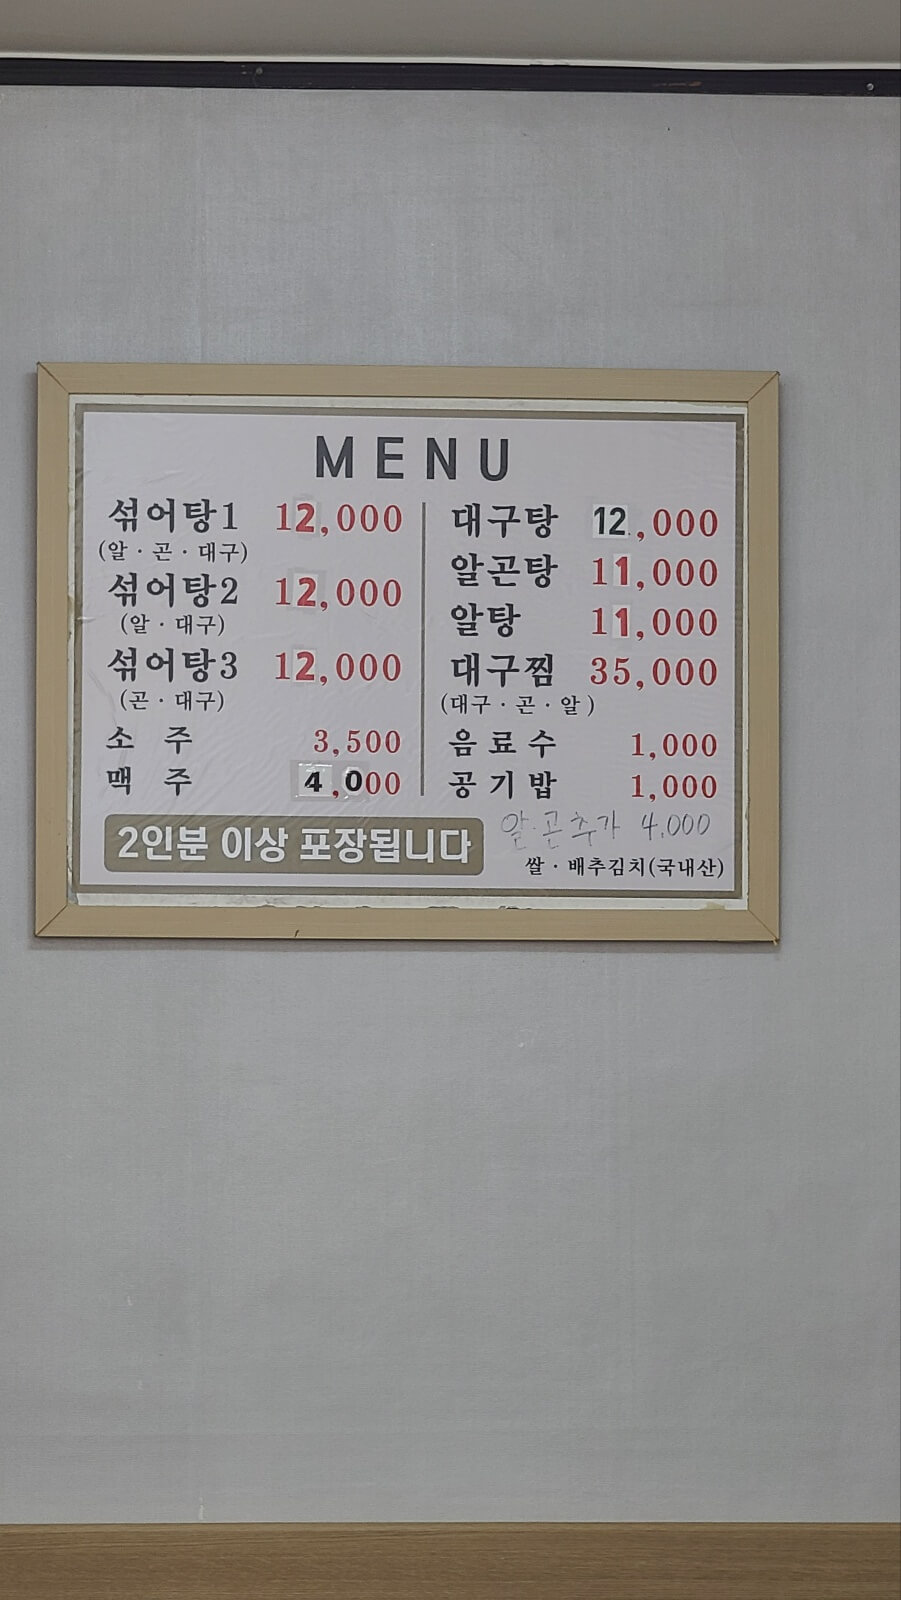 MENU
섞어탕1 12,000
(알·곤·대구)
섞어탕2 12,000
(알·대구)
섞어탕3 12,000
(곤·대구)
소 주 3,500
맥 주 4,000
대구탕 12,000
알곤탕 11,000
알탕 11,000
대구찜 35,000
(대구·곤·알)
음료수 1,000
공기밥 1,000
알·곤추가 4,000
2인분 이상 포장됩니다
쌀·배추김치(국내산)